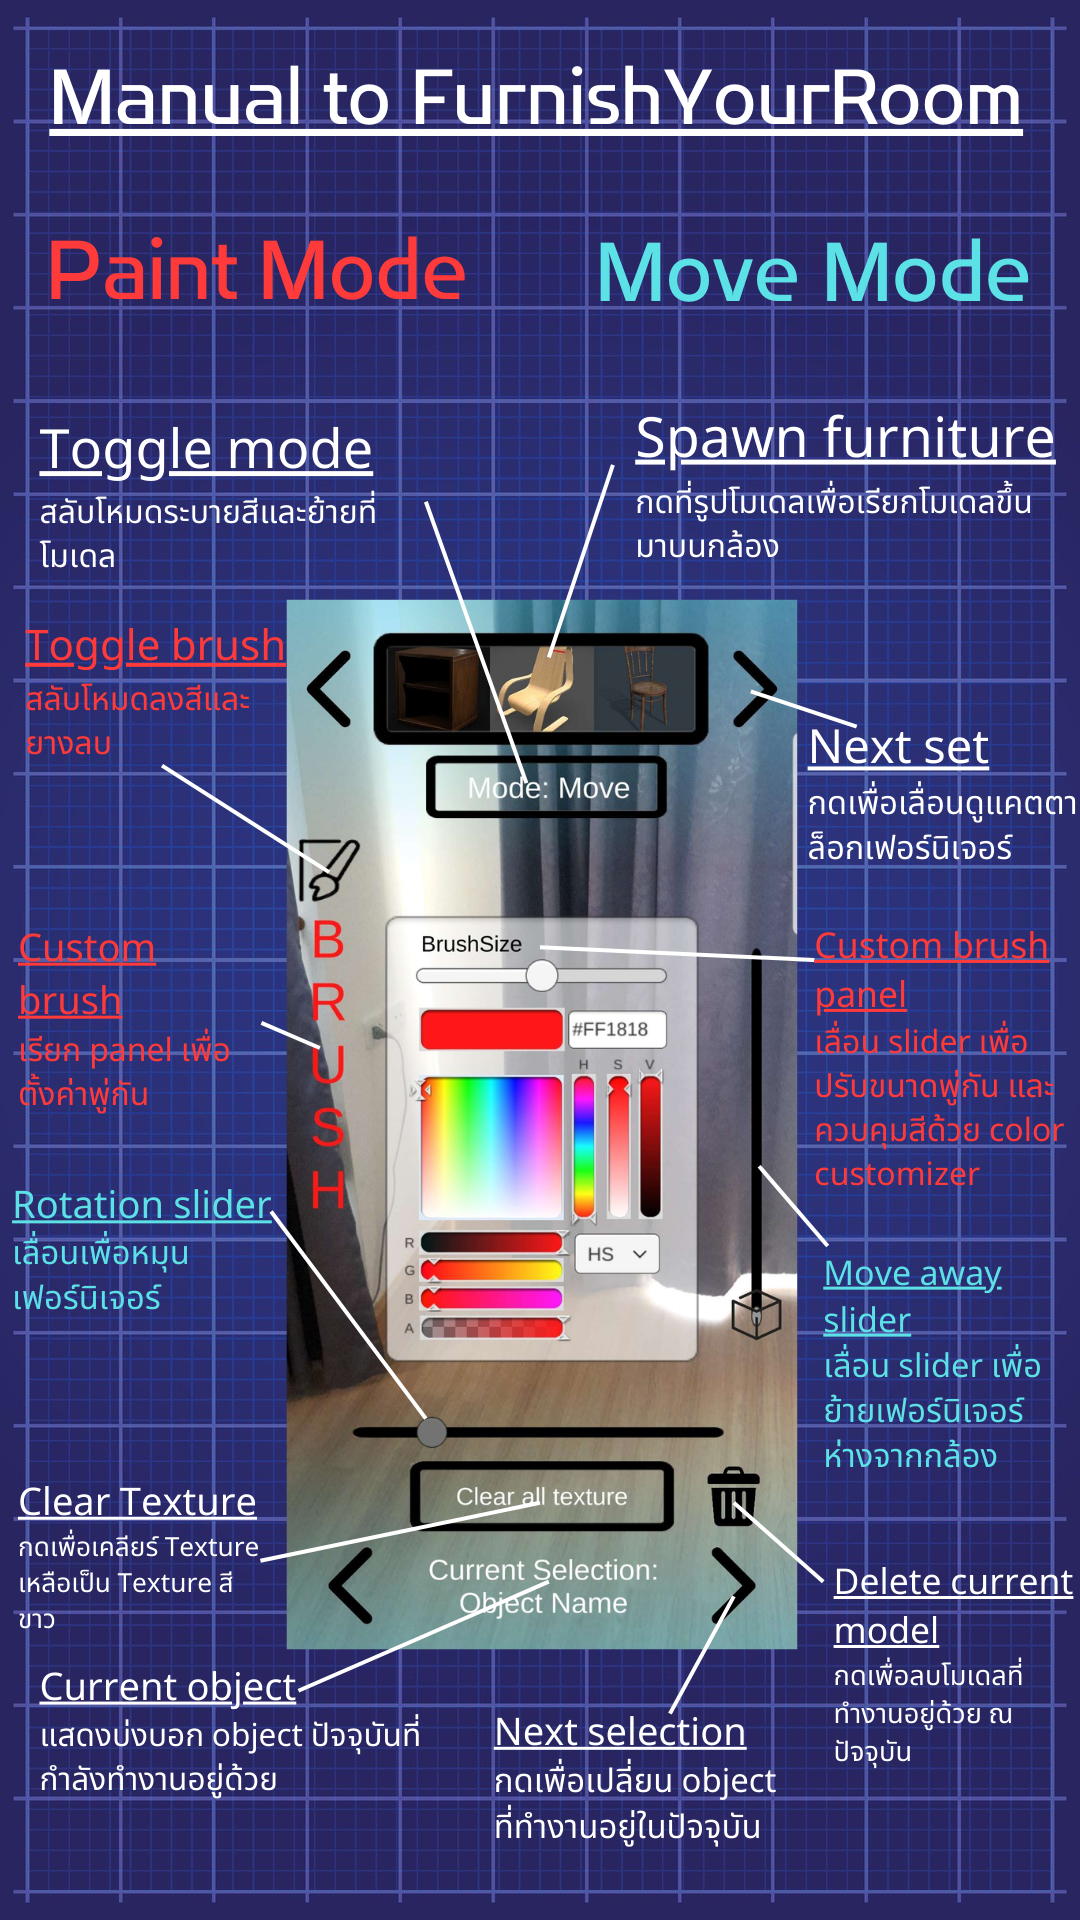 Manual to FurnishYourRoom
Paint Mode
Move Mode
Toggle mode
สลับโหมดระบายสีและย้ายที่
โมเดล
Spawn furniture
กดที่รูปโมเดลเพื่อเรียกโมเดลขึ้น
มาบนกล้อง
Toggle brush
สลับโหมดลงสีและ
ยางลบ
Mode: Move
Next set
กดเพื่อเลื่อนดูแคตตา
ล็อกเฟอร์นิเจอร์
Custom
brush
เรียก panel เพื่อ
ตั้งค่าพู่กัน
B
R
U
S
H
BrushSize
#FF1818
H S V
R
G
B
A
HS
Custom brush
panel
เลื่อน slider เพื่อ
ปรับขนาดพู่กัน และ
ควบคุมสีด้วย color
customizer
Rotation slider
เลื่อนเพื่อหมุน
เฟอร์นิเจอร์
Move away
slider
เลื่อน slider เพื่อ
ย้ายเฟอร์นิเจอร์
ห่างจากกล้อง
Clear Texture
กดเพื่อเคลียร์ Texture
เหลือเป็น Texture สี
ขาว
Clear all texture
Current Selection:
Object Name
Delete current
model
กดเพื่อลบโมเดลที่
ทำงานอยู่ด้วย ณ
ปัจจุบัน
Current object
แสดงบ่งบอก object ปัจจุบันที่
กำลังทำงานอยู่ด้วย
Next selection
กดเพื่อเปลี่ยน object
ที่ทำงานอยู่ในปัจจุบัน